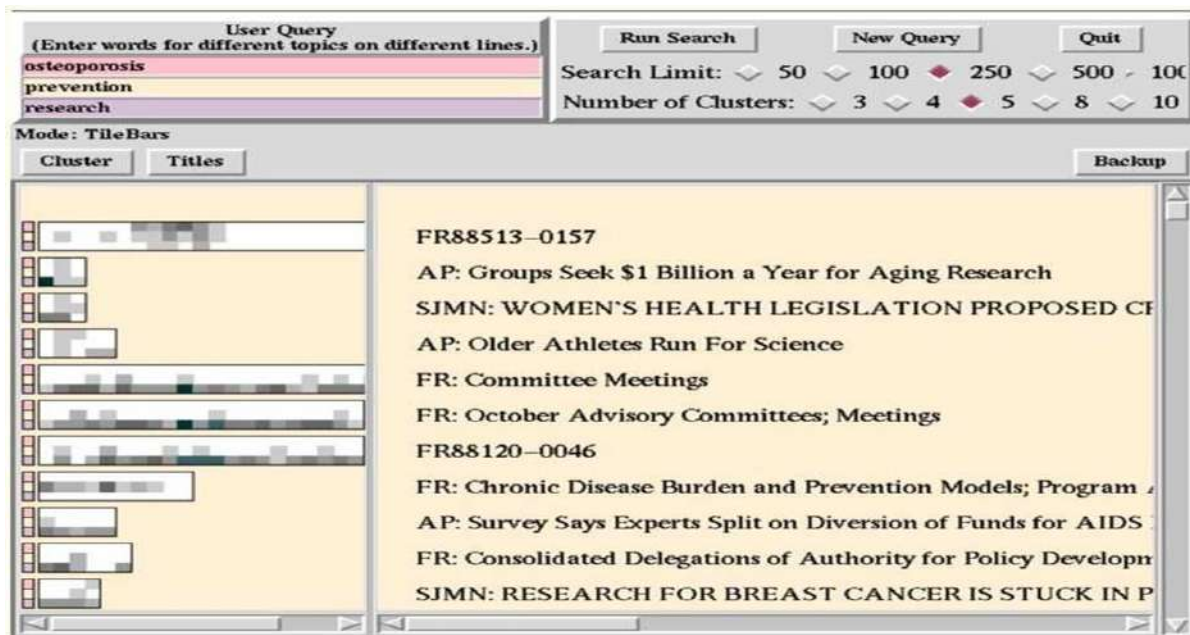 User Query
(Enter words for different topics on different lines.)
osteoporosis
prevention
research
Run Search New Query Quit
Search Limit: 50 100 250 500 100
Number of Clusters: 3 4 5 8 10
Mode: TileBars
Cluster Titles Backup
FR88513-0157
AP: Groups Seek $1 Billion a Year for Aging Research
SJMN: WOMEN'S HEALTH LEGISLATION PROPOSED
AP: Older Athletes Run For Science
FR: Committee Meetings
FR: October Advisory Committees; Meetings
FR88120-0046
FR: Chronic Disease Burden and Prevention Models; Program
AP: Survey Says Experts Split on Diversion of Funds for AIDS
FR: Consolidated Delegations of Authority for Policy Developm
SJMN: RESEARCH FOR BREAST CANCER IS STUCK IN P